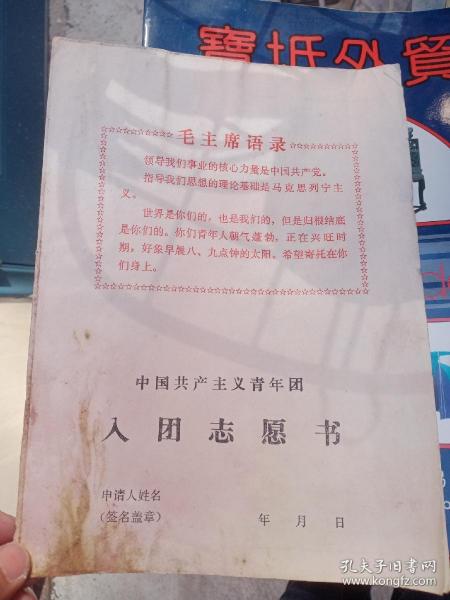 寶坻外貿
毛主席语录
领导我们事业的核心力量是中国共产党。
指导我们思想的理论基础是马克思列宁主
义。
世界是你们的，也是我们的，但是归根结底
是你们的。你们青年人朝气蓬勃，正在兴旺时
期，好象早晨八、九点钟的太阳。希望寄托在你
们身上。
中国共产主义青年团
入团志愿书
申请人姓名
（签名盖章）
年 月 日
孔夫子旧书网
www.kongfz.com